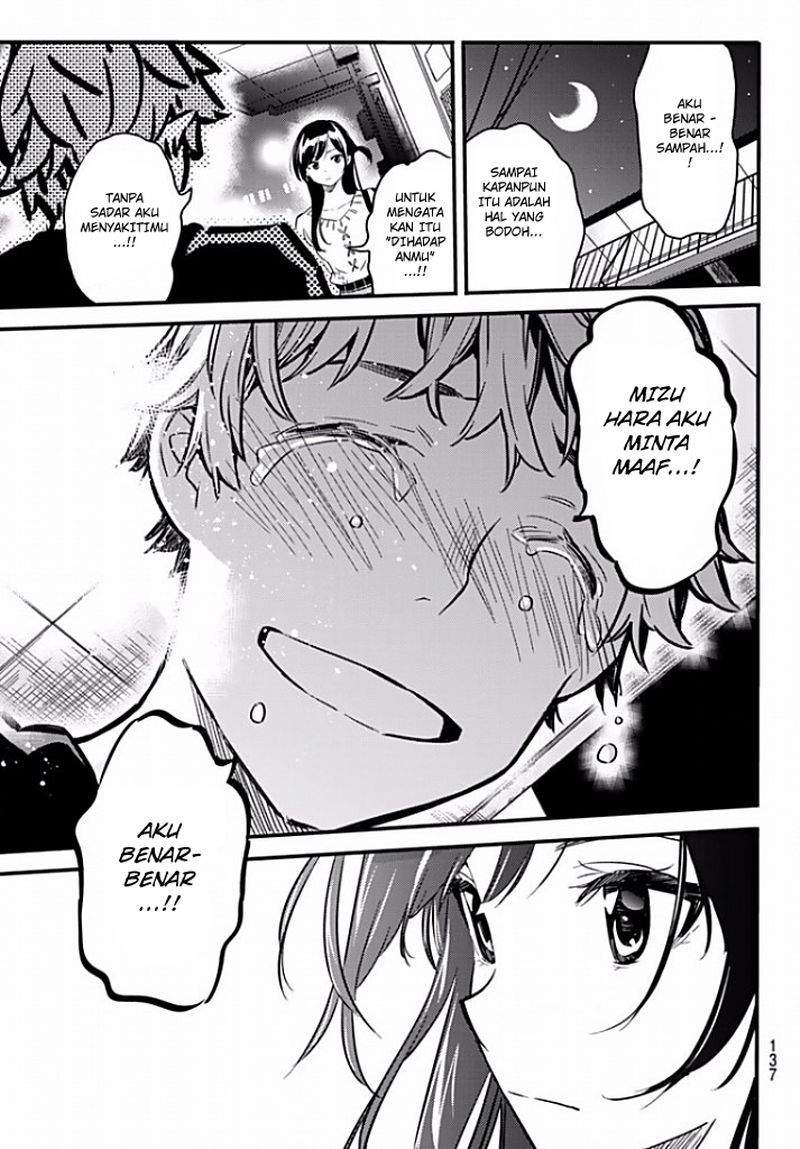 AKU
BENAR -
BENAR
SAMPAH...!
!
SAMPAI
KAPANPUN
ITU ADALAH
HAL YANG
BODOH...
UNTUK
MENGATA
KAN ITU
"DIHADAP
ANMU"
...!!
TANPA
SADAR AKU
MENYAKITIMU
...!!
MIZU
HARA AKU
MINTA
MAAF...!
AKU
BENAR-
BENAR
...!!
137